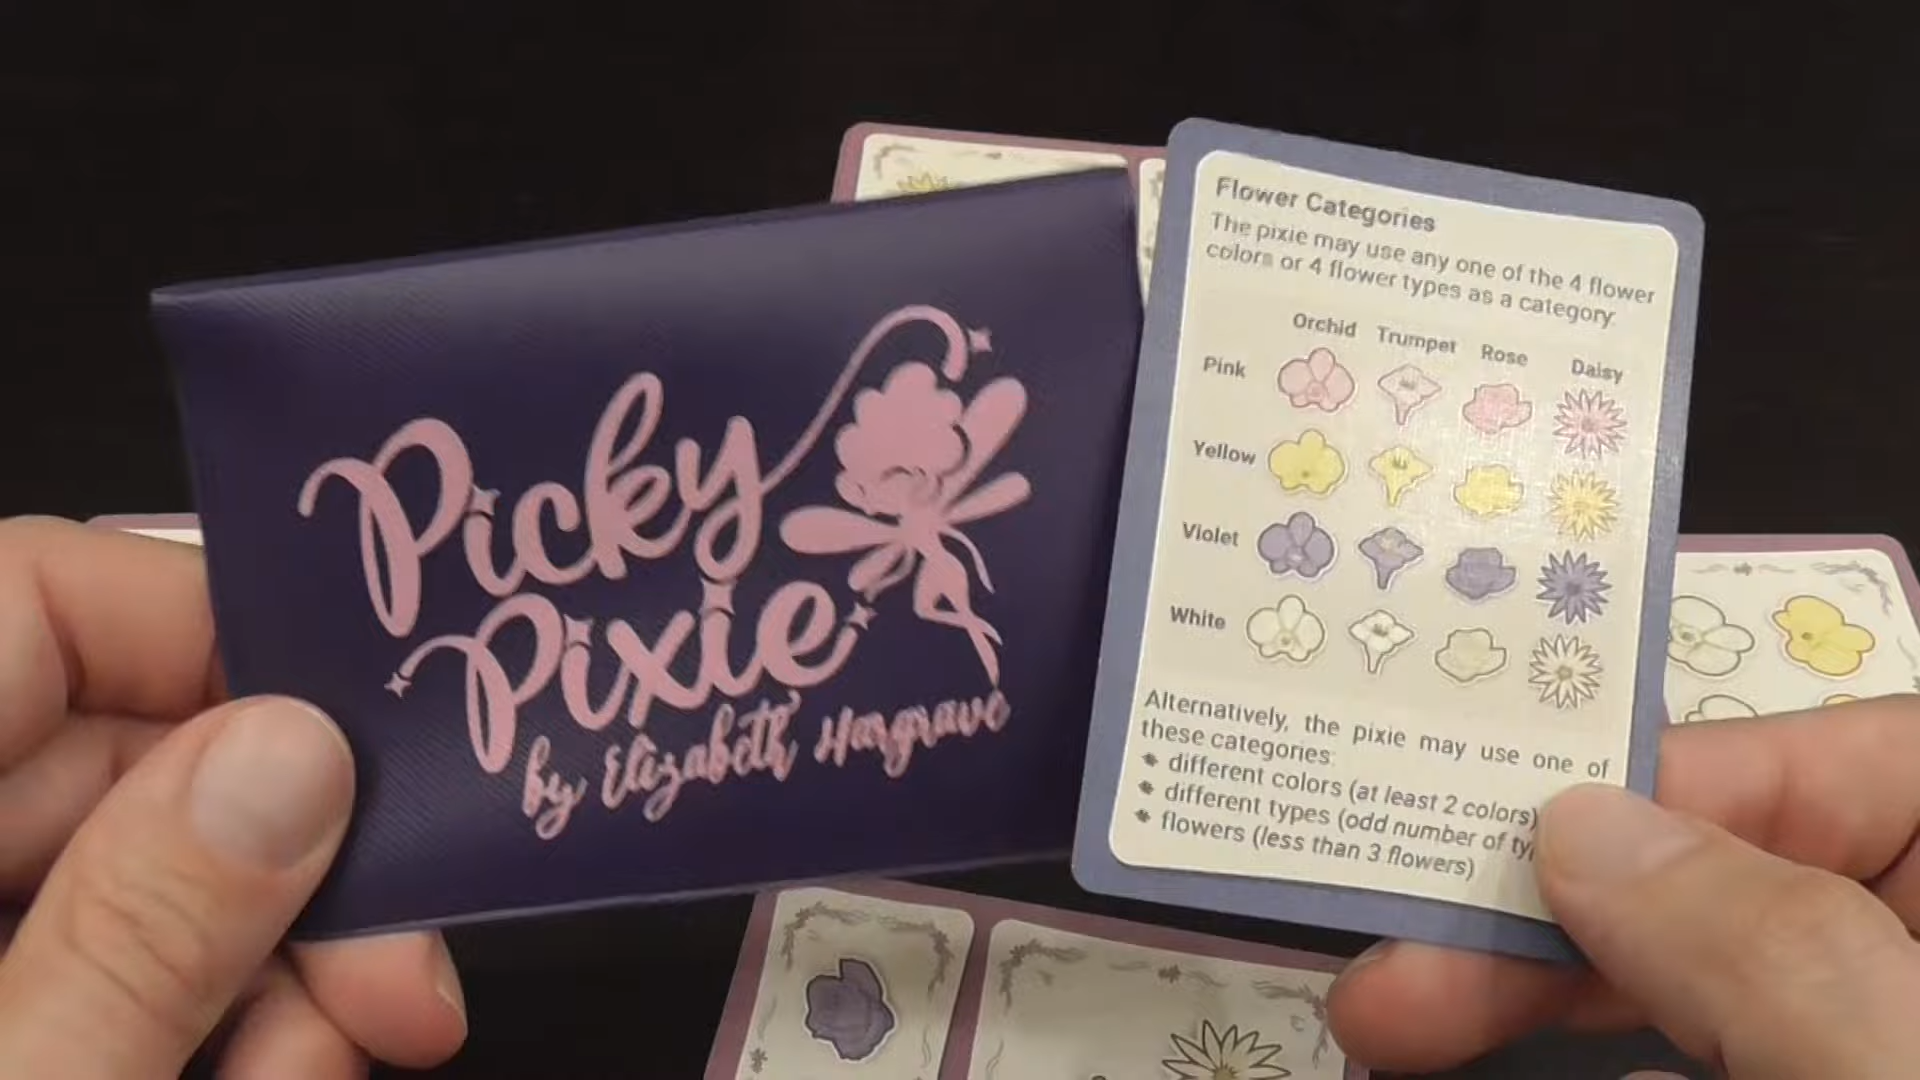 Picky
Pixie
by Elizabeth Hargrave
Flower Categories
The pixie may use any one of the 4 flower
colors or 4 flower types as a category.
Orchid Trumpet Rose Daisy
Pink
Yellow
Violet
White
Alternatively, the pixie may use one of
these categories:
different colors (at least 2 colors)
different types (odd number of
flowers (less than 3 flowers)